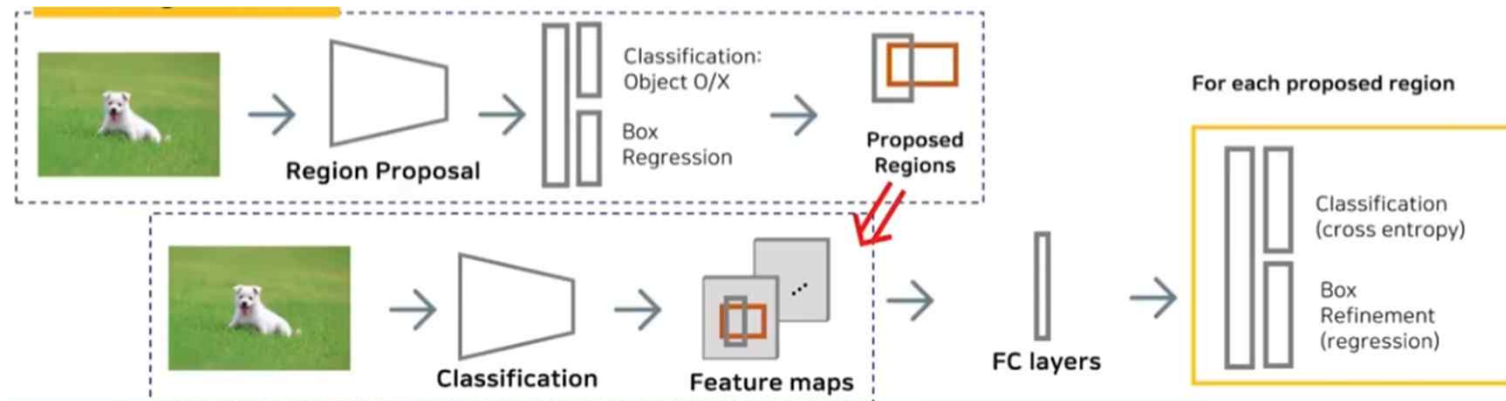 Classification:
Object O/X
Box
Regression
Region Proposal
Proposed
Regions
For each proposed region
Classification
(cross entropy)
Box
Refinement
(regression)
Classification
Feature maps
FC layers